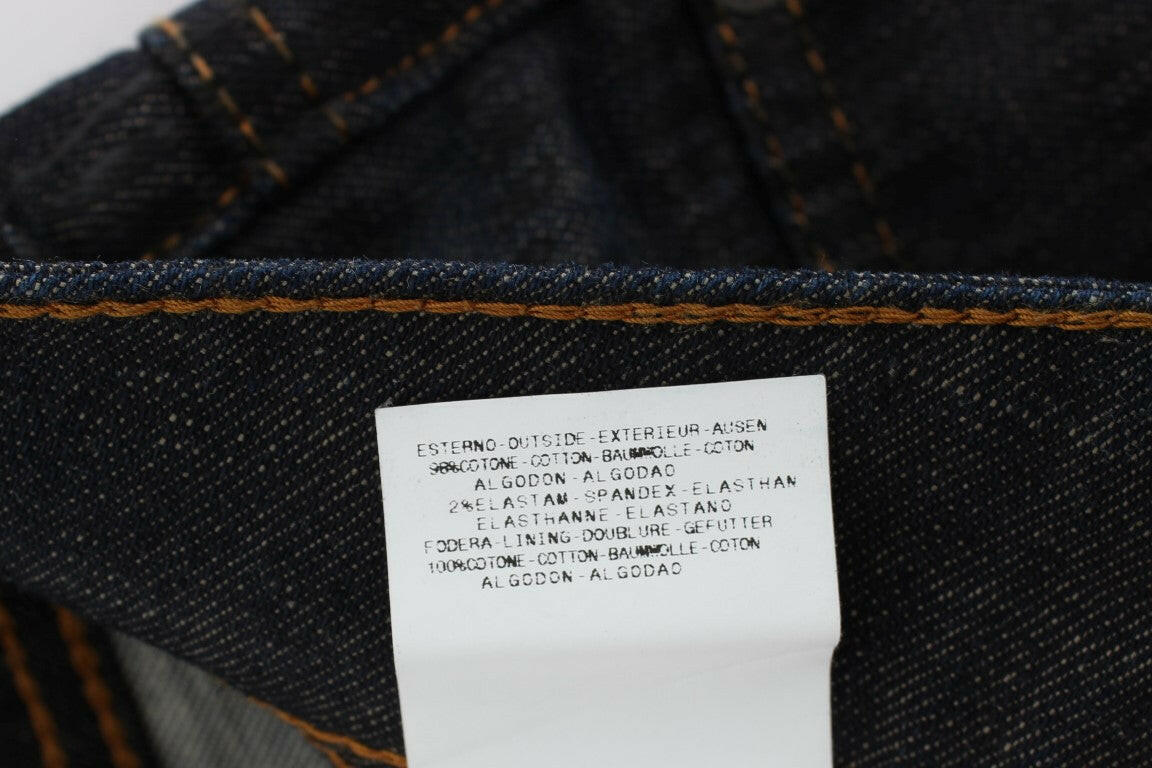 ESTERNO-OUTSIDE-EXTERIEUR-AUSEN
98%COTONE-COTTON-BAUMWOLLE-COTON
ALGODON-ALGODAO
2%ELASTAM-SPANDEX-ELASTHAN
ELASTHANNE-ELASTANO
FODERA-LINING-DOUBLURE-GEFUTTER
100%COTONE-COTTON-BAUMWOLLE-COTON
ALGODON-ALGODAO